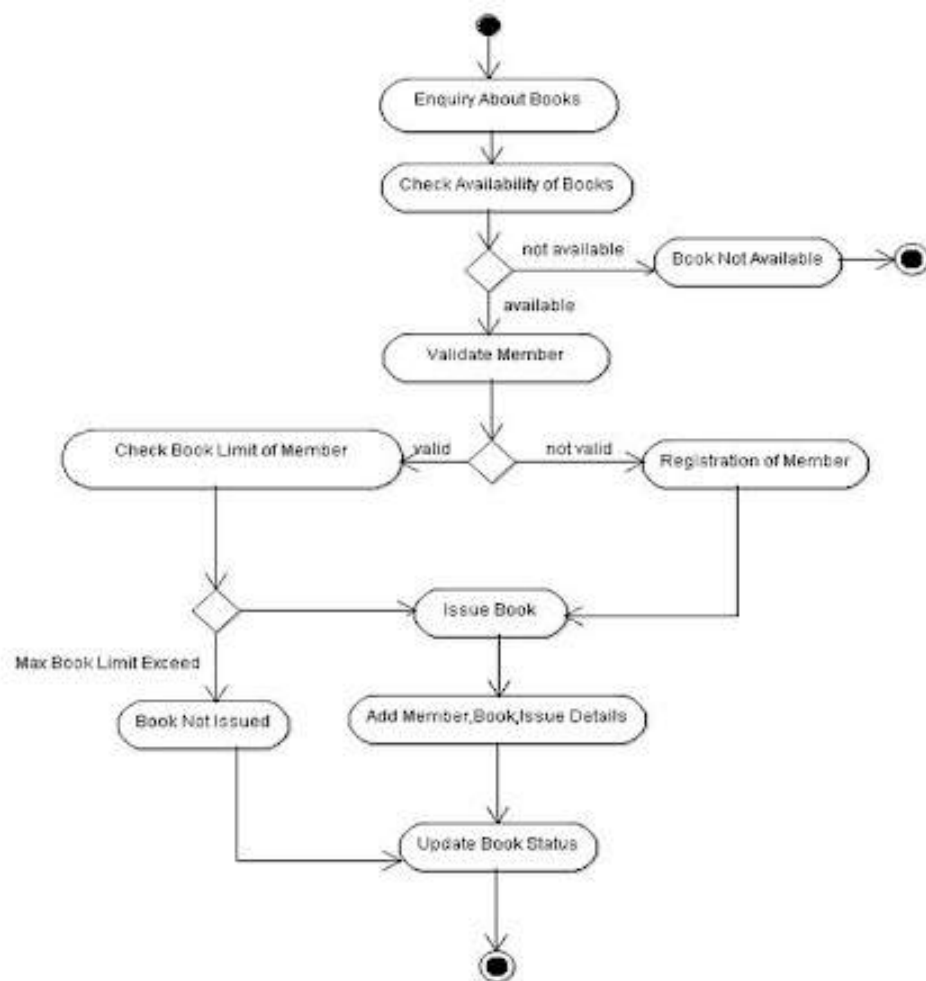 Enquiry About Books
Check Availability of Books
not available
Book Not Available
available
Validate Member
Check Book Limit of Member
valid
not valid
Registration of Member
Issue Book
Max Book Limit Exceed
Book Not Issued
Add Member,Book,Issue Details
Update Book Status